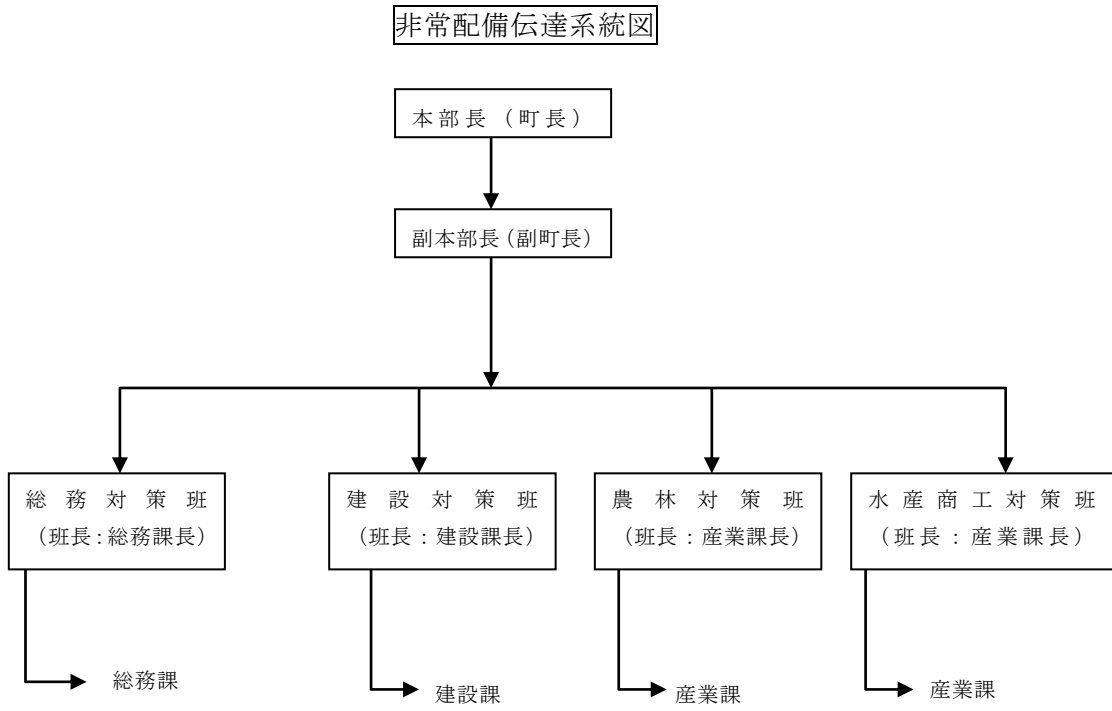 非常配備伝達系統図
本部長（町長）
副本部長（副町長）
総務対策班
（班長：総務課長）
建設対策班
（班長：建設課長）
農林対策班
（班長：産業課長）
水産商工対策班
（班長：産業課長）
総務課
建設課
産業課
産業課